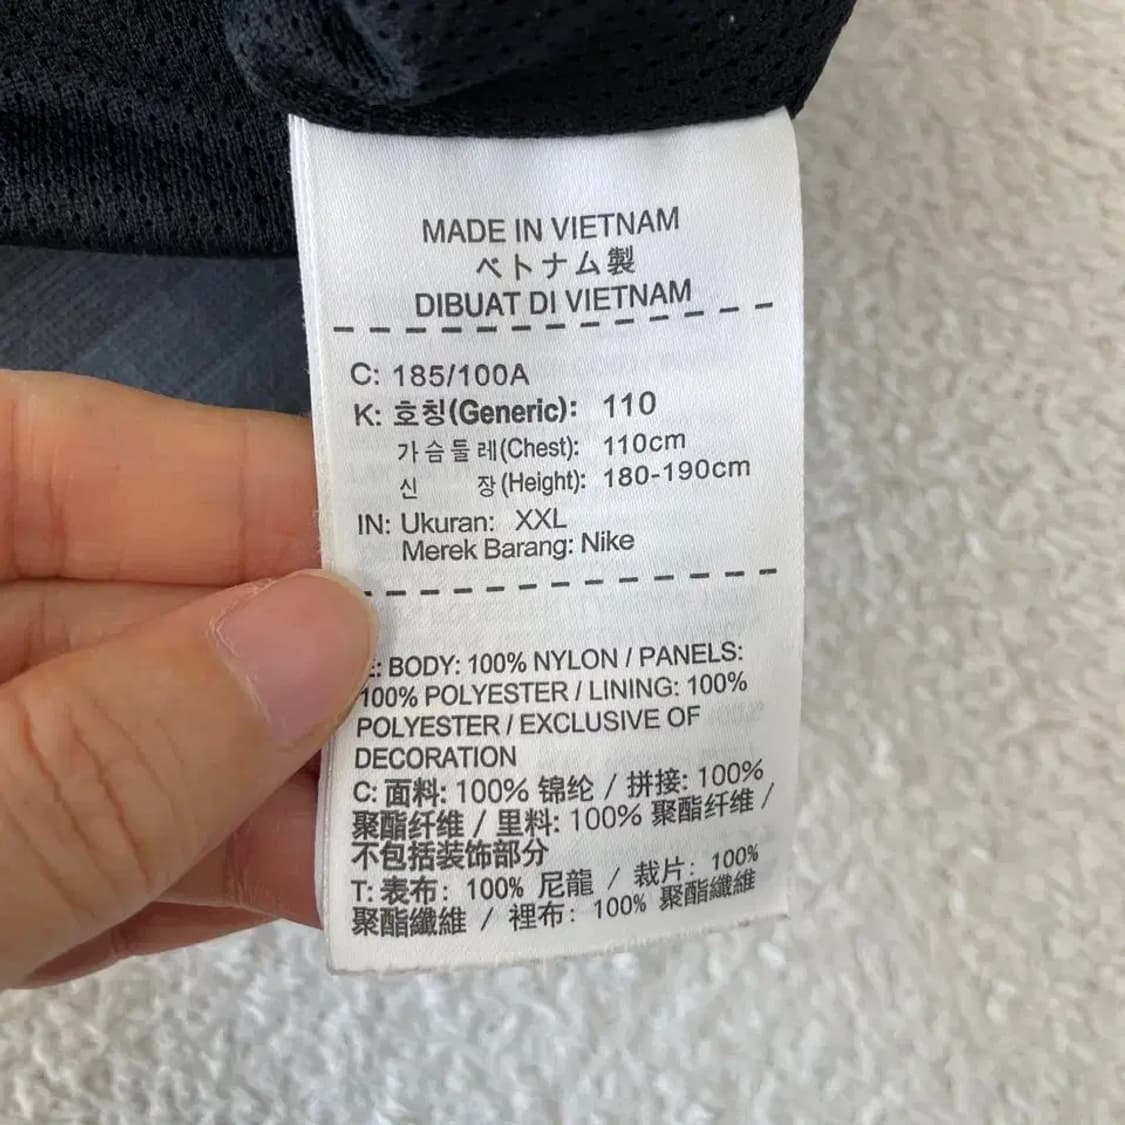 MADE IN VIETNAM
ベトナム製
DIBUAT DI VIETNAM
C: 185/100A
K: 호칭(Generic): 110
가슴둘레(Chest): 110cm
신 장(Height): 180-190cm
IN: Ukuran: XXL
Merek Barang: Nike
: BODY: 100% NYLON / PANELS:
100% POLYESTER / LINING: 100%
POLYESTER / EXCLUSIVE OF
DECORATION
C: 面料: 100% 锦纶 / 拼接: 100%
聚酯纤维 / 里料: 100% 聚酯纤维 /
不包括装饰部分
T: 表布: 100% 尼龍 / 裁片: 100%
聚酯纖維 / 裡布: 100% 聚酯纖維